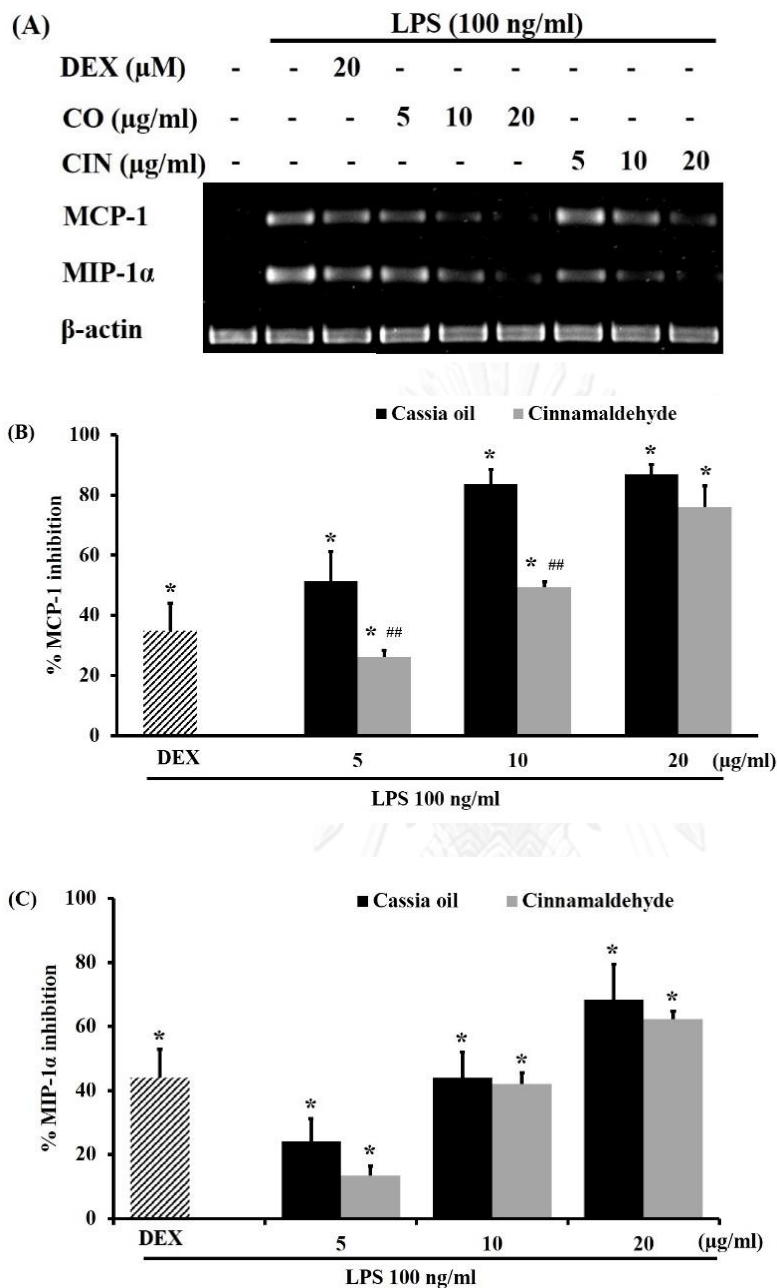 (A)
LPS (100 ng/ml)
DEX (μM) - - 20 - - - - - -
CO (μg/ml) - - - 5 10 20 - - -
CIN (μg/ml) - - - - - - 5 10 20
MCP-1
MIP-1α
β-actin
(B)
Cassia oil Cinnamaldehyde
% MCP-1 inhibition
100
80
60
40
20
0
*
*
* ##
*
* ##
*
*
DEX 5 10 20 (μg/ml)
LPS 100 ng/ml
(C)
Cassia oil Cinnamaldehyde
% MIP-1α inhibition
100
80
60
40
20
0
*
*
*
*
*
*
*
DEX 5 10 20 (μg/ml)
LPS 100 ng/ml